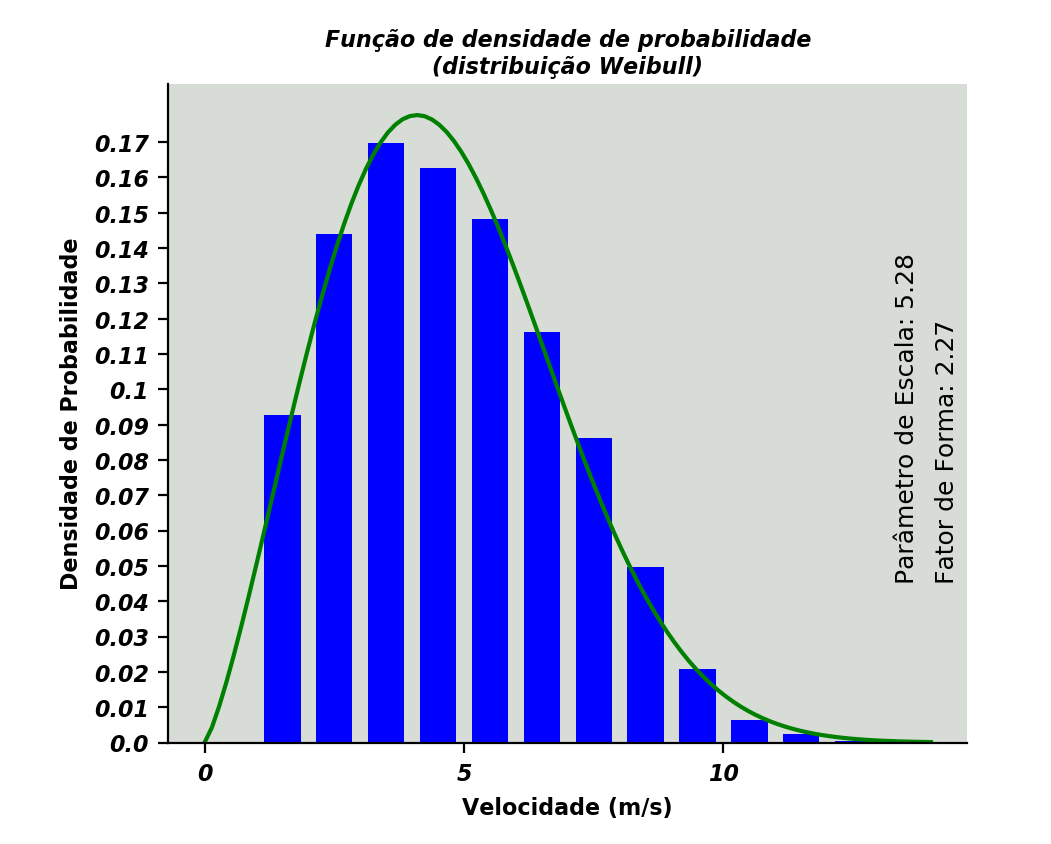 Função de densidade de probabilidade
(distribuição Weibull)
Densidade de Probabilidade
0.17
0.16
0.15
0.14
0.13
0.12
0.11
0.1
0.09
0.08
0.07
0.06
0.05
0.04
0.03
0.02
0.01
0.0
0 5 10
Velocidade (m/s)
Parâmetro de Escala: 5.28
Fator de Forma: 2.27